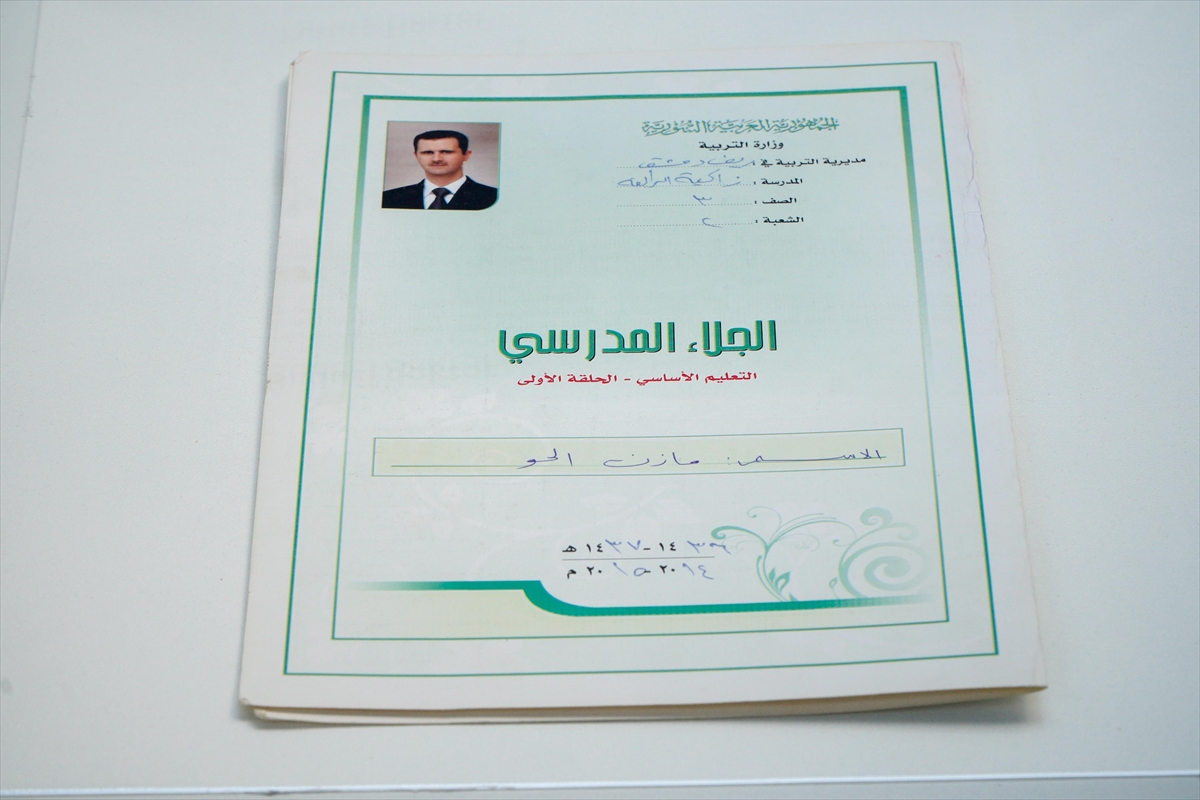 الجمهورية العربية السورية
وزارة التربية
مديرية التربية في ريف دمشق
المدرسة : زاكية الرابعة
الصف : ٣
الشعبة : ٢
الجلاء المدرسي
التعليم الأساسي - الحلقة الأولى
الاسم: مازن الحو
١٤٣٦-١٤٣٧ هـ
٢٠١٤-٢٠١٥ م